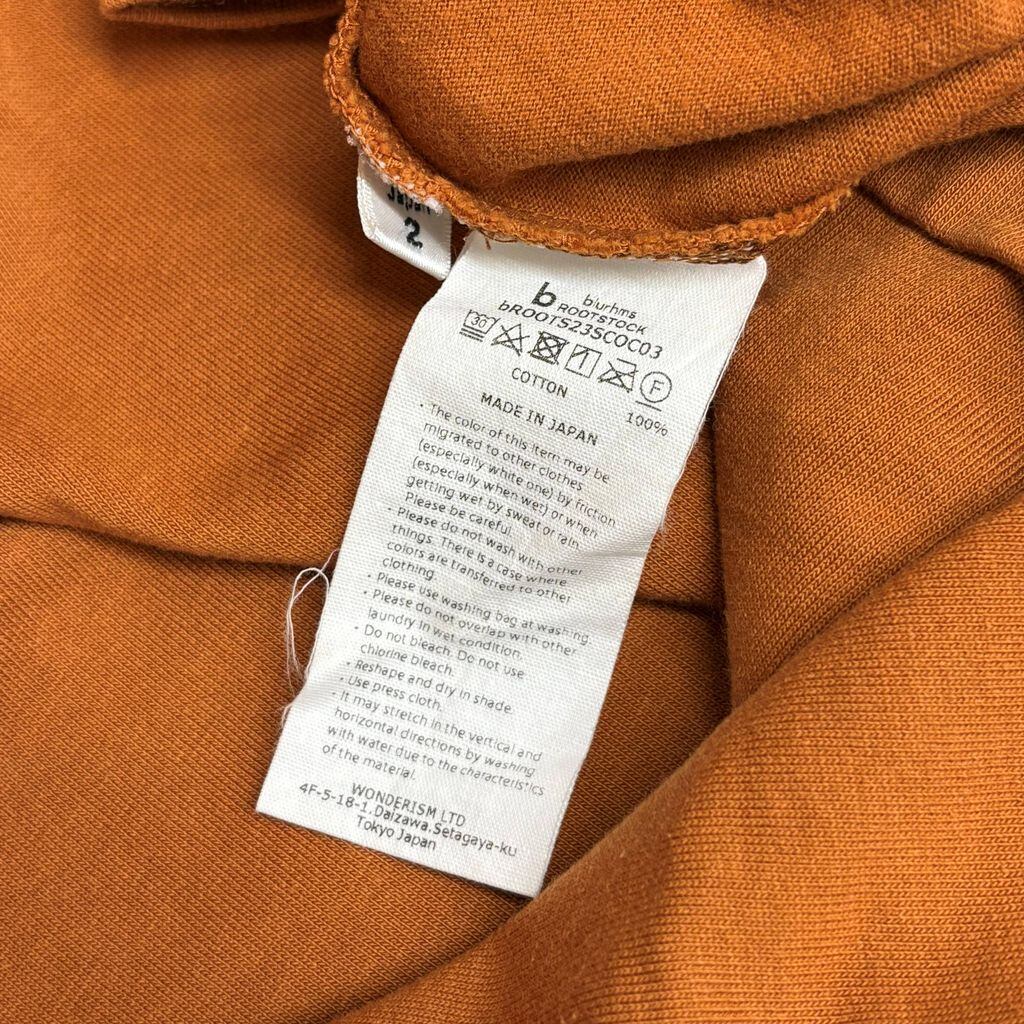 Japan
2
b blurhms
ROOTSTOCK
bROOTS23SCOC03
30 F
COTTON 100%
MADE IN JAPAN
• The color of this item may be
migrated to other clothes
(especially white one) by friction
(especially when wet) or when
getting wet by sweat or rain.
Please be careful.
• Please do not wash with other
things. There is a case where
colors are transferred to other
clothing.
• Please use washing bag at washing.
• Please do not overlap with other
laundry in wet condition.
• Do not bleach. Do not use
chlorine bleach.
• Reshape and dry in shade.
• Use press cloth.
• It may stretch in the vertical and
horizontal directions by washing
with water due to the characteristics
of the material.
WONDERISM LTD
4F-5-18-1.Daizawa.Setagaya-ku
Tokyo Japan